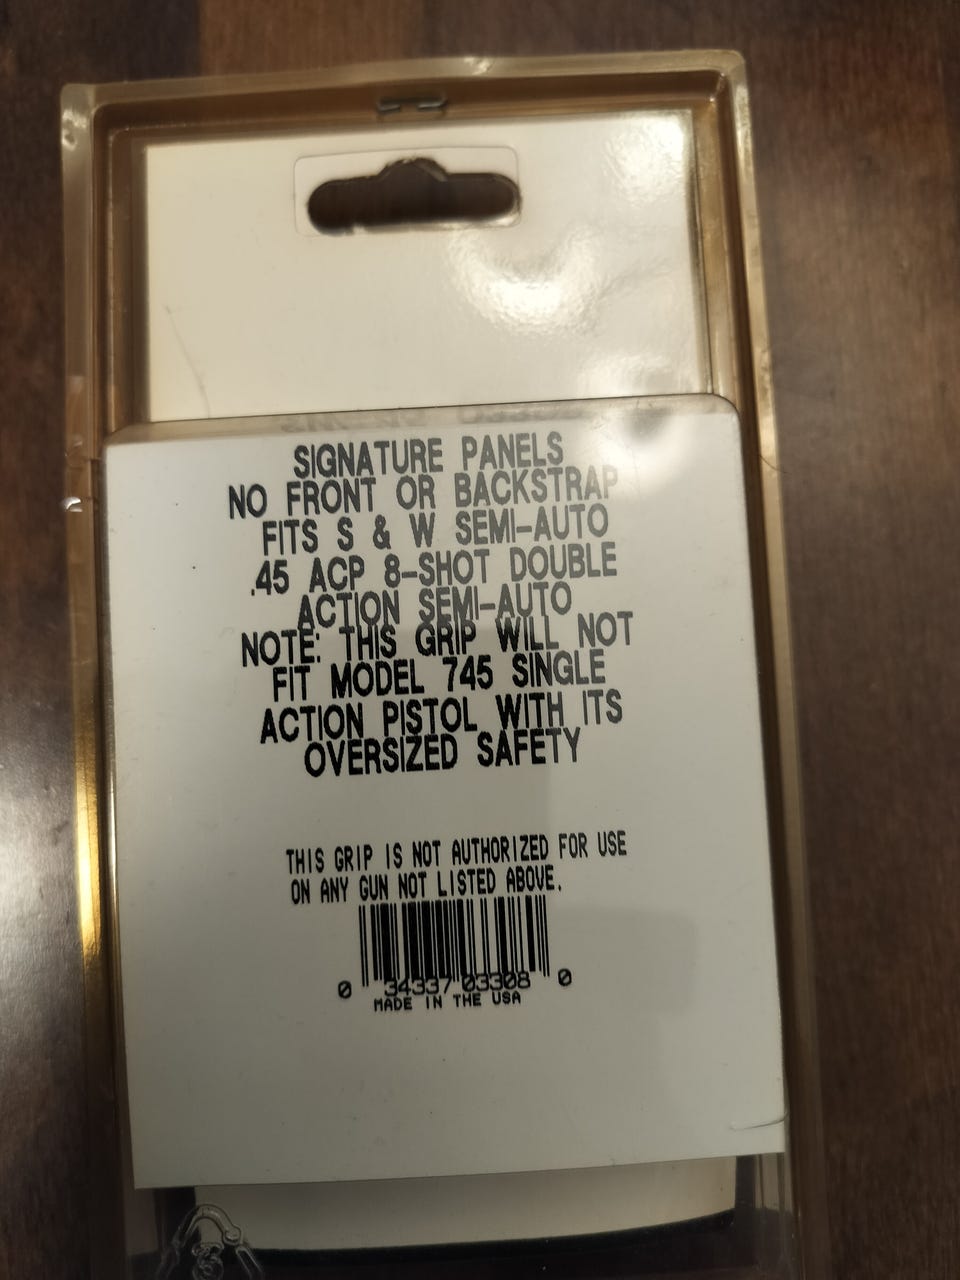 SIGNATURE PANELS
NO FRONT OR BACKSTRAP
FITS S & W SEMI-AUTO
.45 ACP 8-SHOT DOUBLE
ACTION SEMI-AUTO
NOTE: THIS GRIP WILL NOT
FIT MODEL 745 SINGLE
ACTION PISTOL WITH ITS
OVERSIZED SAFETY
THIS GRIP IS NOT AUTHORIZED FOR USE
ON ANY GUN NOT LISTED ABOVE.
0 34337 03308 0
MADE IN THE USA